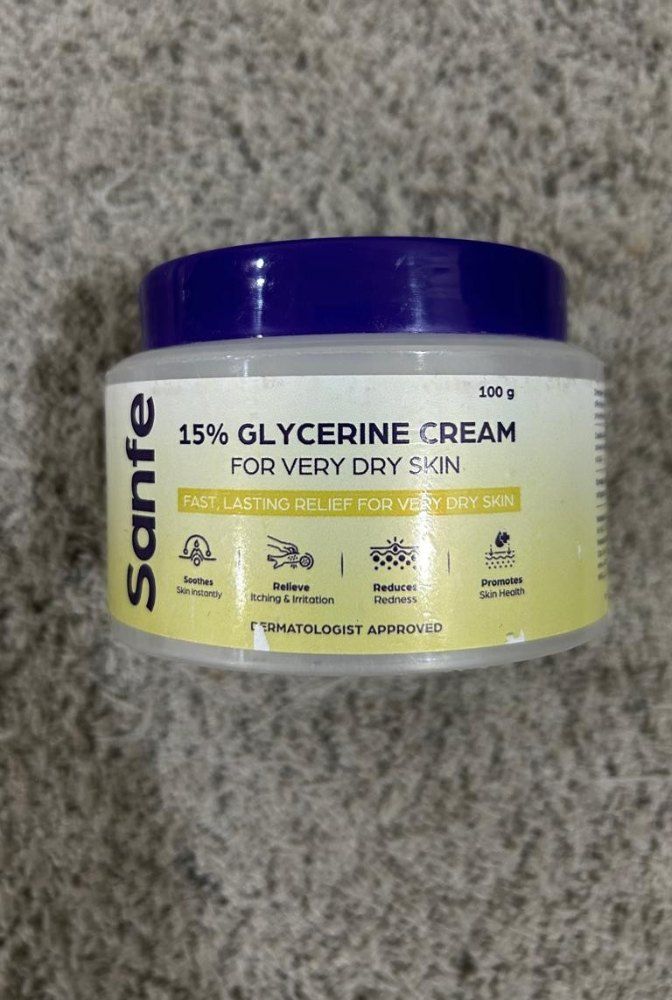 Sanfe
100 g
15% GLYCERINE CREAM
FOR VERY DRY SKIN
FAST, LASTING RELIEF FOR VERY DRY SKIN
Soothes
Skin Instantly
Relieve
Itching & Irritation
Reduces
Redness
Promotes
Skin Health
DERMATOLOGIST APPROVED